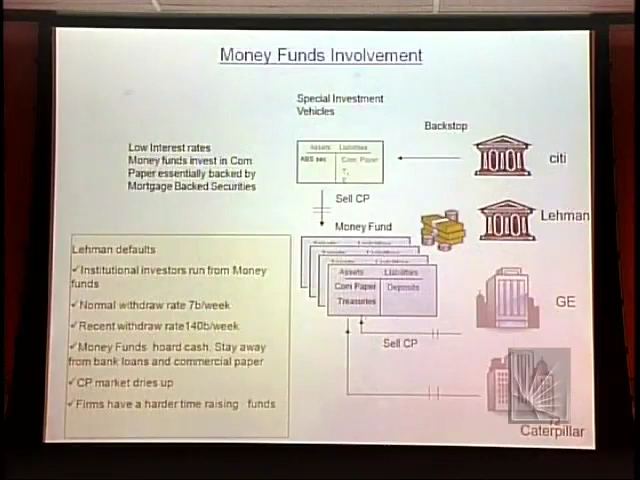 Money Funds Involvement
Special Investment
Vehicles
Backstop
Low Interest rates
Money funds invest in Com
Paper essentially backed by
Mortgage Backed Securities
Assets Liabilities
ABS sec Com. Paper
citi
Sell CP
Money Fund
Lehman
Lehman defaults
✓Institutional investors run from Money
funds
✓Normal withdraw rate 7b/week
✓Recent withdraw rate140b/week
✓Money Funds hoard cash. Stay away
from bank loans and commercial paper
✓CP market dries up
✓Firms have a harder time raising funds
Assets Liabilities
Com Paper Deposits
Treasuries
GE
Sell CP
Caterpillar